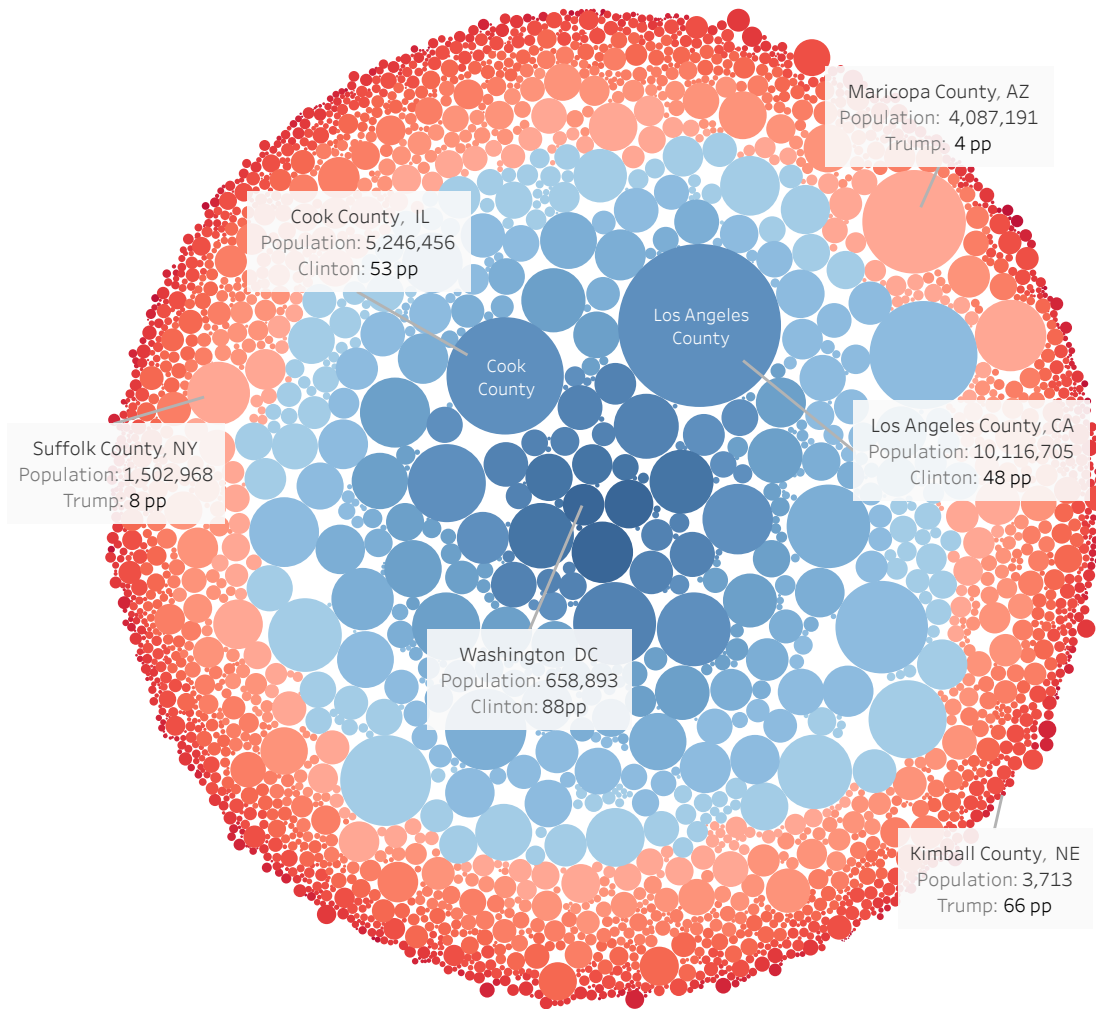 Maricopa County, AZ
Population: 4,087,191
Trump: 4 pp
Cook County, IL
Population: 5,246,456
Clinton: 53 pp
Los Angeles
County
Cook
County
Los Angeles County, CA
Population: 10,116,705
Clinton: 48 pp
Suffolk County, NY
Population: 1,502,968
Trump: 8 pp
Washington DC
Population: 658,893
Clinton: 88pp
Kimball County, NE
Population: 3,713
Trump: 66 pp